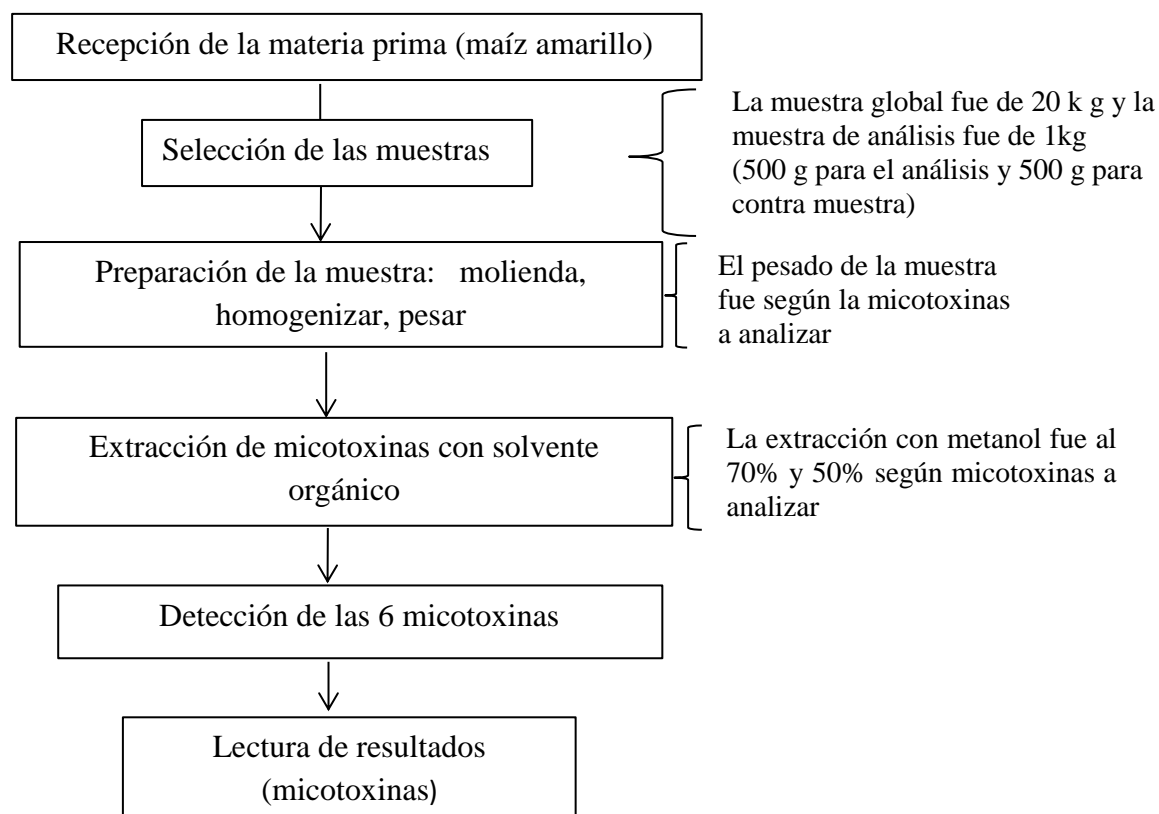 Recepción de la materia prima (maíz amarillo)
La muestra global fue de 20 k g y la
muestra de análisis fue de 1kg
(500 g para el análisis y 500 g para
contra muestra)
Selección de las muestras
Preparación de la muestra: molienda,
homogenizar, pesar
El pesado de la muestra
fue según la micotoxinas
a analizar
Extracción de micotoxinas con solvente
orgánico
La extracción con metanol fue al
70% y 50% según micotoxinas a
analizar
Detección de las 6 micotoxinas
Lectura de resultados
(micotoxinas)